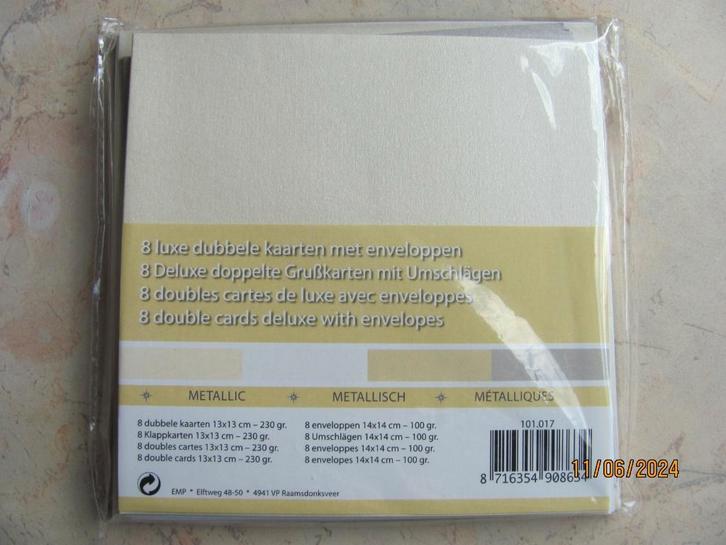 8 luxe dubbele kaarten met enveloppen
8 Deluxe doppelte Grußkarten mit Umschlägen
8 doubles cartes de luxe avec enveloppes
8 double cards deluxe with envelopes
METALLIC METALLISCH MÉTALLIQUES
8 dubbele kaarten 13x13 cm – 230 gr.
8 Klappkarten 13x13 cm – 230 gr.
8 doubles cartes 13x13 cm – 230 gr.
8 double cards 13x13 cm – 230 gr.
8 enveloppen 14x14 cm – 100 gr.
8 Umschlägen 14x14 cm – 100 gr.
8 enveloppes 14x14 cm – 100 gr.
8 envelopes 14x14 cm – 100 gr.
101.017
8 716354 908654
EMP * Elftweg 48-50 * 4941 VP Raamsdonksveer
11/06/2024